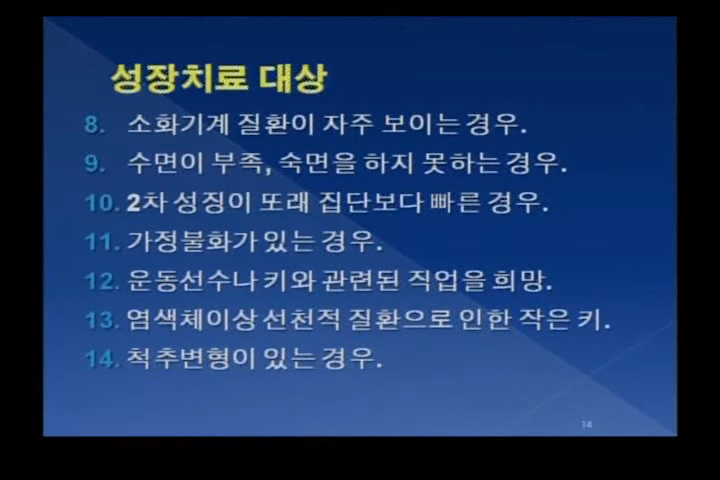 성장치료 대상
8. 소화기계 질환이 자주 보이는 경우.
9. 수면이 부족, 숙면을 하지 못하는 경우.
10. 2차 성징이 또래 집단보다 빠른 경우.
11. 가정불화가 있는 경우.
12. 운동선수나 키와 관련된 직업을 희망.
13. 염색체이상 선천적 질환으로 인한 작은 키.
14. 척추변형이 있는 경우.
14